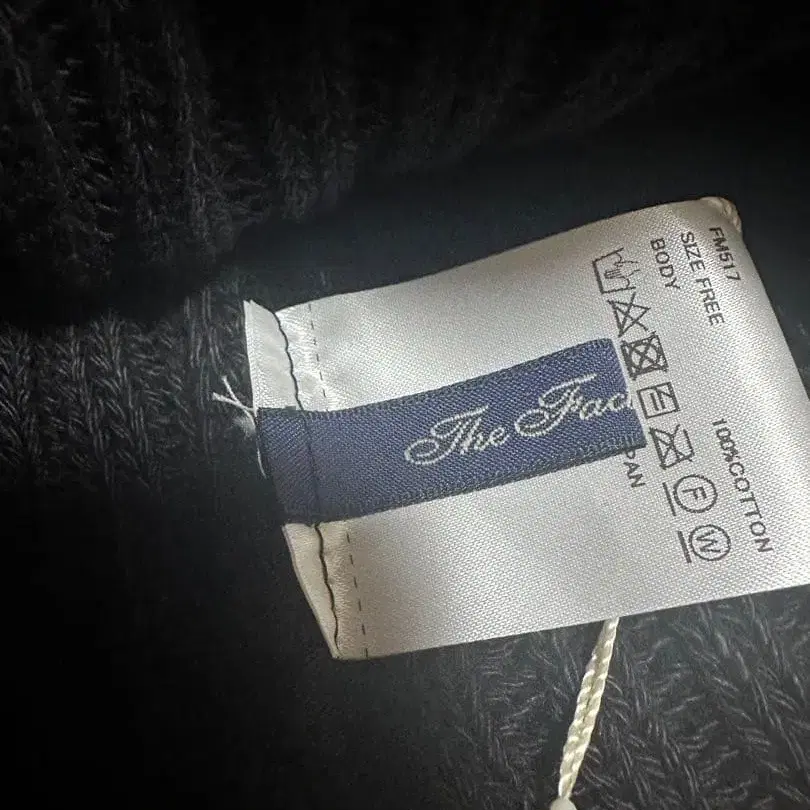 FM517
SIZE FREE
BODY
100%COTTON
F
W
PAN
The Fac